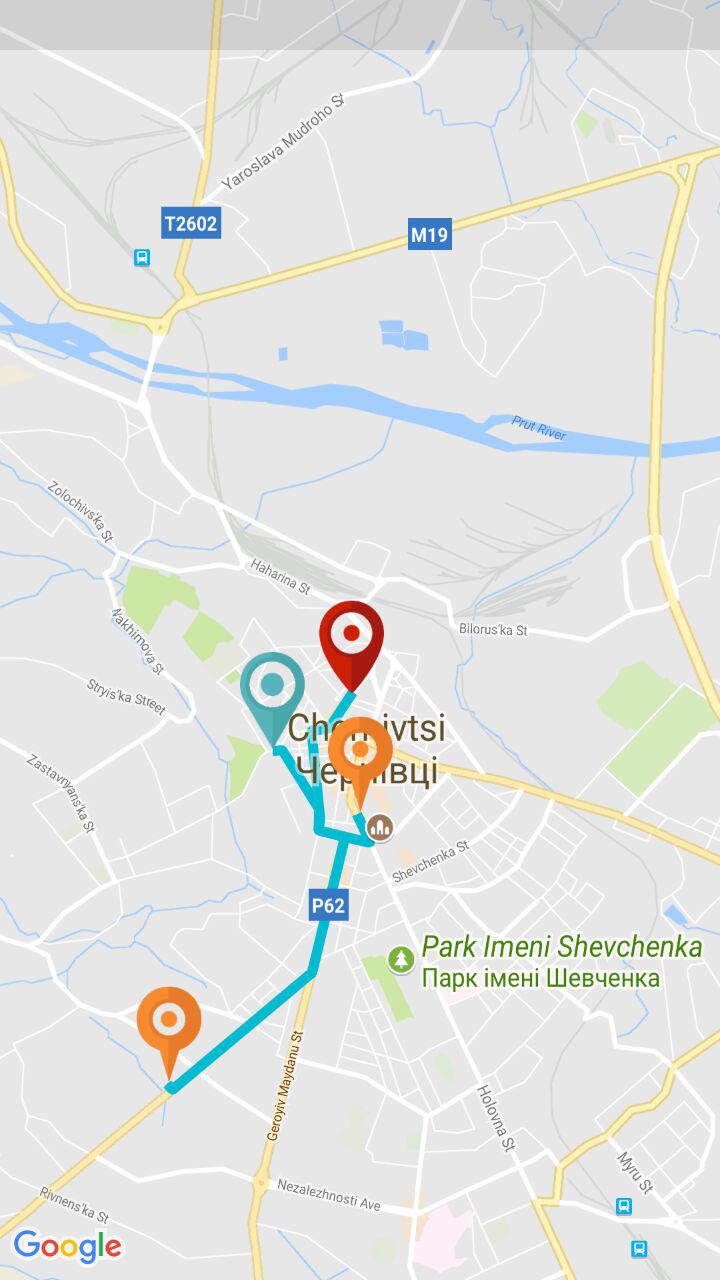 Yaroslava Mudroho St
T2602
M19
Prut River
Zolochivs'ka St
Haharina St
Nakhimova St
Bilorus'ka St
Stryis'ka Street
Chernivtsi
Чернівці
Zastavnyans'ka St
Shevchenka St
P62
Park Imeni Shevchenka
Парк імені Шевченка
Geroyiv Maydanu St
Holovna St
Myru St
Rivnens'ka St
Nezalezhnosti Ave
Google